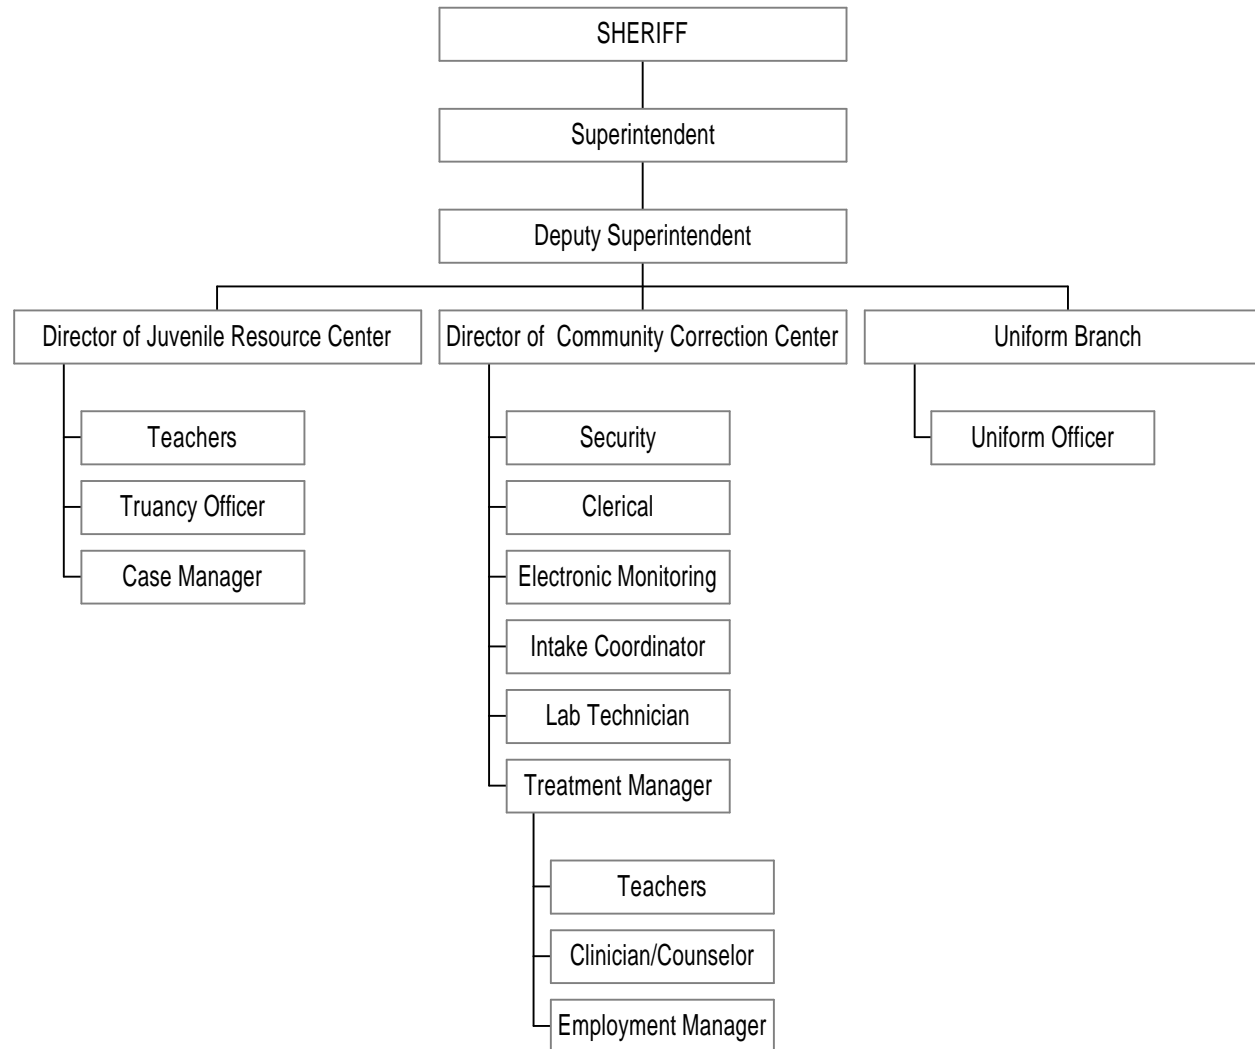 SHERIFF
Superintendent
Deputy Superintendent
Director of Juvenile Resource Center
Director of  Community Correction Center
Uniform Branch
Teachers
Truancy Officer
Case Manager
Security
Clerical
Electronic Monitoring
Intake Coordinator
Lab Technician
Treatment Manager
Teachers
Clinician/Counselor
Employment Manager
Uniform Officer